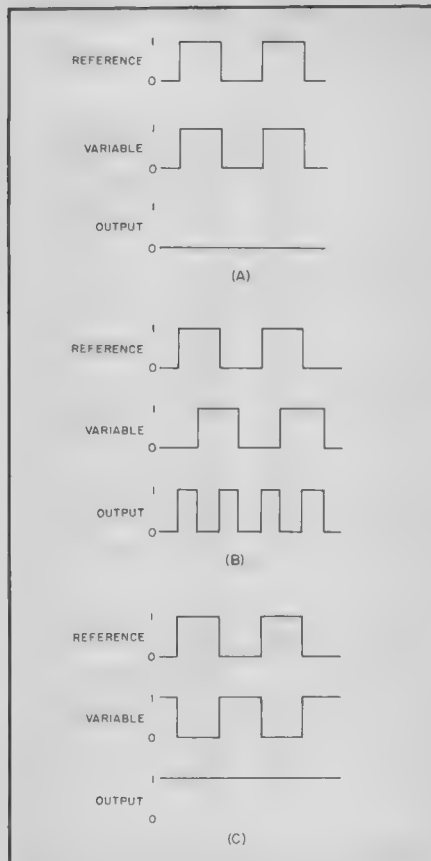 1
REFERENCE
0
1
VARIABLE
0
1
OUTPUT
0
(A)
1
REFERENCE
0
1
VARIABLE
0
1
OUTPUT
0
(B)
1
REFERENCE
0
1
VARIABLE
0
1
OUTPUT
0
(C)